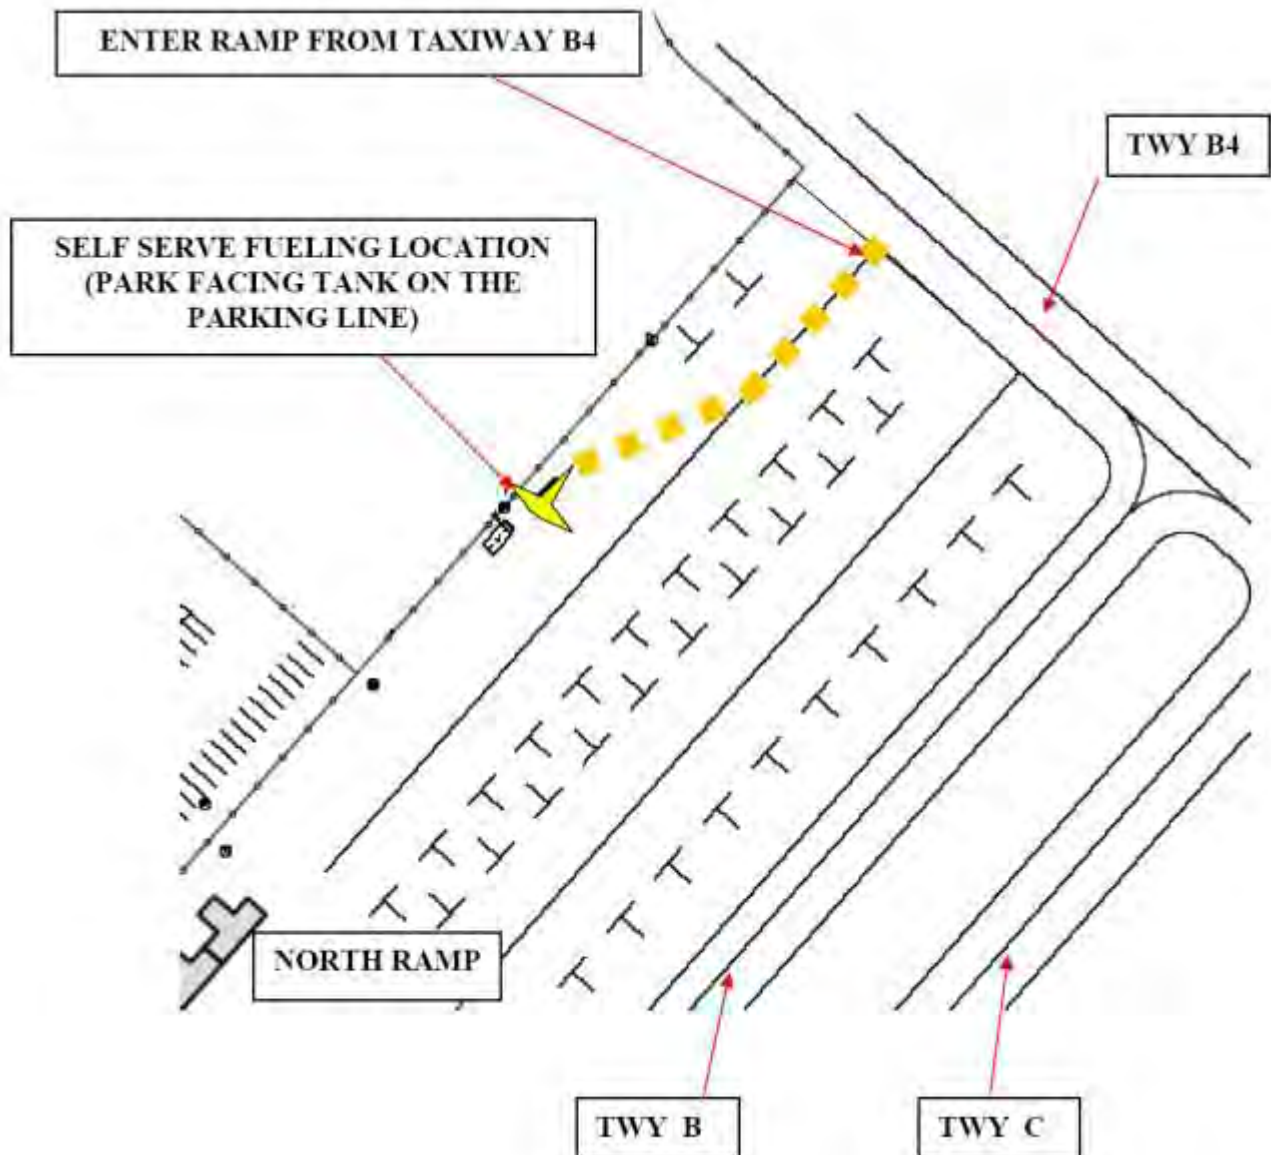 ENTER RAMP FROM TAXIWAY B4
TWY B4
SELF SERVE FUELING LOCATION
(PARK FACING TANK ON THE
PARKING LINE)
NORTH RAMP
TWY B
TWY C